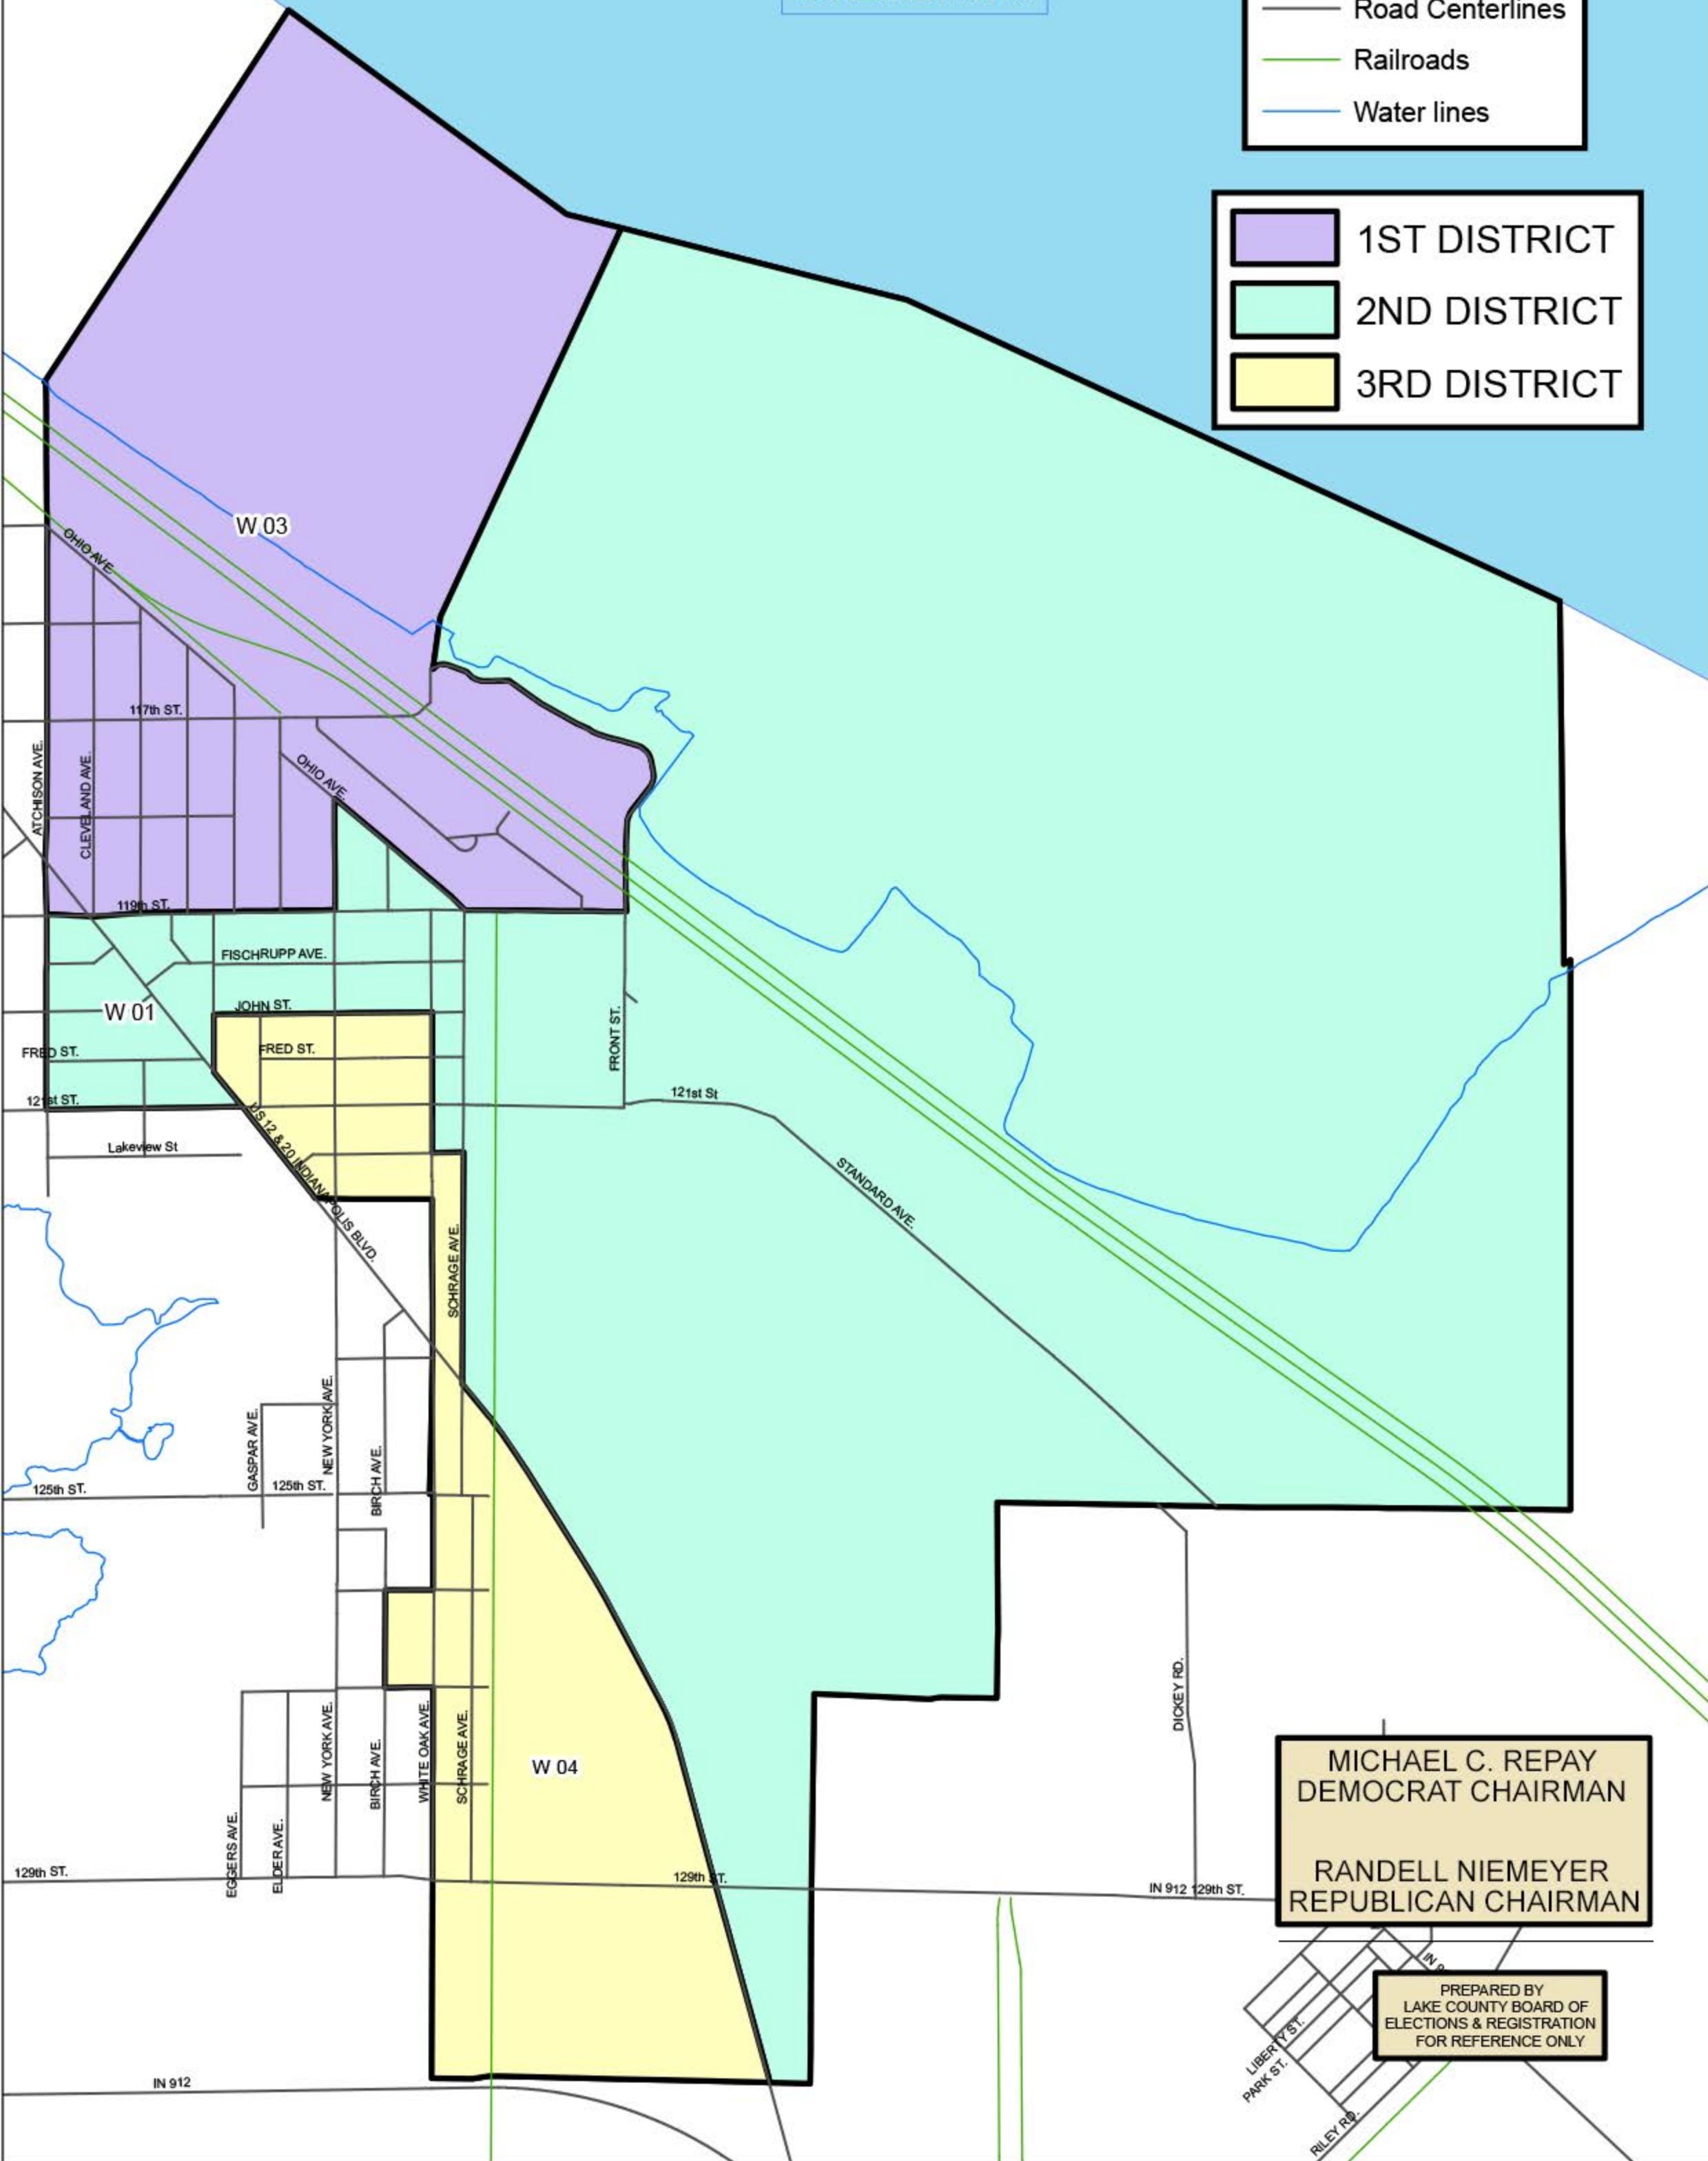 Road Centerlines
Railroads
Water lines
1ST DISTRICT
2ND DISTRICT
3RD DISTRICT
W 03
OHIO AVE
117th ST.
ATCHISON AVE.
CLEVELAND AVE.
OHIO AVE.
119th ST.
FISCHRUPP AVE.
W 01
JOHN ST.
FRED ST.
FRED ST.
FRONT ST.
121st ST.
121st St
Lakeview St
US 12 & 20 INDIANAPOLIS BLVD.
STANDARD AVE.
SCHRAGE AVE.
GASPAR AVE.
NEW YORK AVE.
BIRCH AVE.
125th ST.
125th ST.
DICKEY RD.
NEW YORK AVE.
BIRCH AVE.
WHITE OAK AVE.
SCHRAGE AVE.
W 04
EGGERS AVE.
ELDER AVE.
129th ST.
129th ST.
IN 912 129th ST.
MICHAEL C. REPAY
DEMOCRAT CHAIRMAN
RANDELL NIEMEYER
REPUBLICAN CHAIRMAN
IN 9
PREPARED BY
LAKE COUNTY BOARD OF
ELECTIONS & REGISTRATION
FOR REFERENCE ONLY
LIBERTY ST.
PARK ST.
RILEY RD.
IN 912